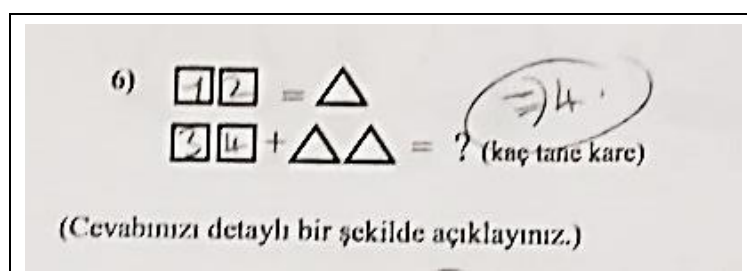 6) 1 2 = △ => 4.
3 4 + △△ = ? (kaç tane kare)
(Cevabınızı detaylı bir şekilde açıklayınız.)